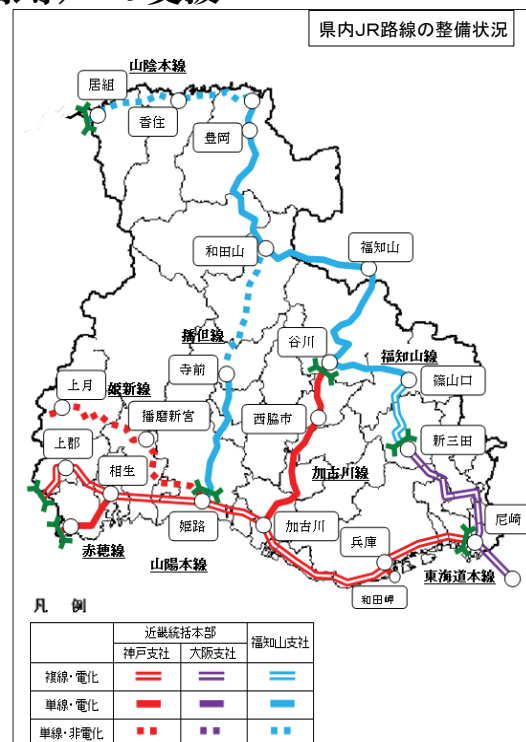 県内JR路線の整備状況
山陰本線
居組
香住
豊岡
和田山
福知山
播但線
谷川
福知山線
寺前
篠山口
上月
姫新線
播磨新宮
西脇市
新三田
上郡
相生
加古川線
姫路
加古川
兵庫
尼崎
赤穂線
山陽本線
和田岬
東海道本線
凡 例
近畿統括本部
福知山支社
神戸支社 大阪支社
複線・電化
単線・電化
単線・非電化